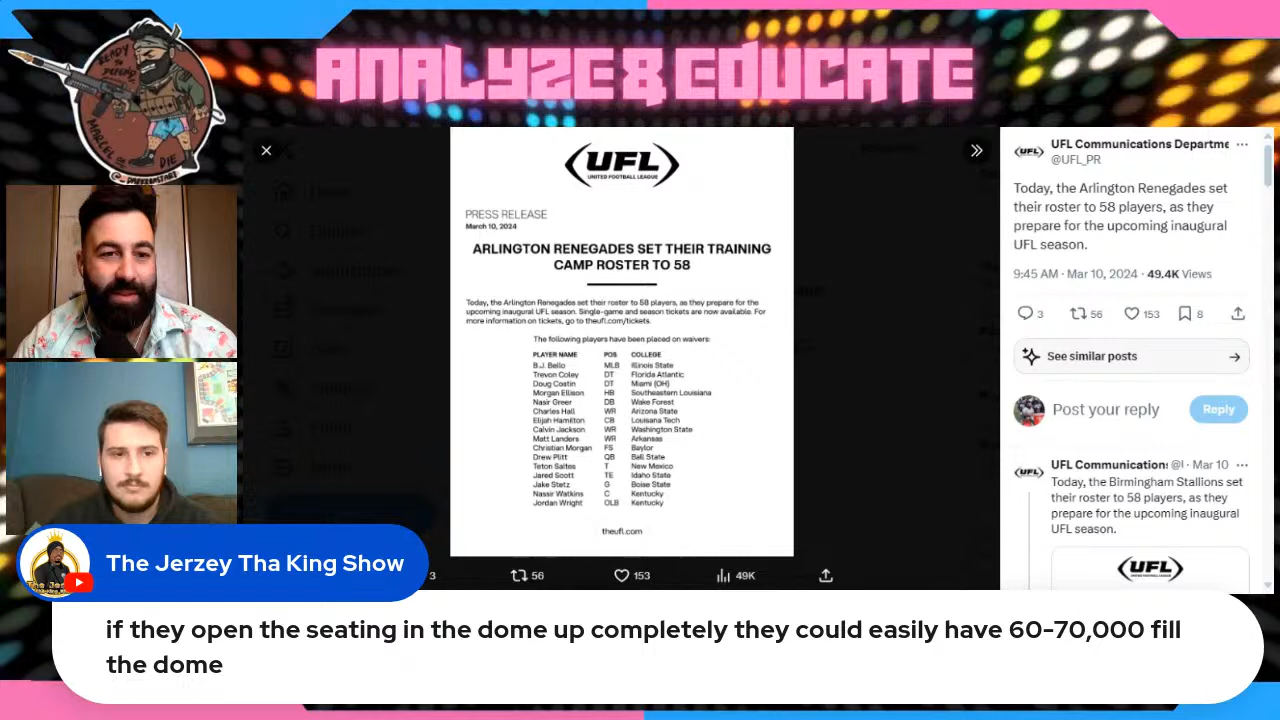 ANALYZE & EDUCATE
READY
TO
DEFEND
MARCEL
OR
DIE
UFL
UNITED FOOTBALL LEAGUE
PRESS RELEASE
March 10, 2024
ARLINGTON RENEGADES SET THEIR TRAINING
CAMP ROSTER TO 58
Today, the Arlington Renegades set their roster to 58 players, as they prepare for the
upcoming inaugural UFL season. Single-game and season tickets are now available. For
more information on tickets, go to theufl.com/tickets.
The following players have been placed on waivers:
PLAYER NAME POS COLLEGE
B.J. Bello MLB Illinois State
Trevon Coley DT Florida Atlantic
Doug Costin DT Miami (OH)
Morgan Ellison HB Southeastern Louisiana
Nasir Greer DB Wake Forest
Charles Hall WR Arizona State
Elijah Hamilton CB Louisana Tech
Calvin Jackson WR Washington State
Matt Landers WR Arkansas
Christian Morgan FS Baylor
Drew Plitt QB Ball State
Teton Saltes T New Mexico
Jared Scott TE Idaho State
Jake Stetz G Boise State
Nassir Watkins C Kentucky
Jordan Wright OLB Kentucky
theufl.com
3 56 153 49K
UFL
UFL Communications Departme
@UFL_PR
Today, the Arlington Renegades set
their roster to 58 players, as they
prepare for the upcoming inaugural
UFL season.
9:45 AM · Mar 10, 2024 · 49.4K Views
3 56 153 8
See similar posts
Post your reply
Reply
UFL
UFL Communications @I · Mar 10
Today, the Birmingham Stallions set
their roster to 58 players, as they
prepare for the upcoming inaugural
UFL season.
UFL
The Jerzey Tha King Show
if they open the seating in the dome up completely they could easily have 60-70,000 fill
the dome